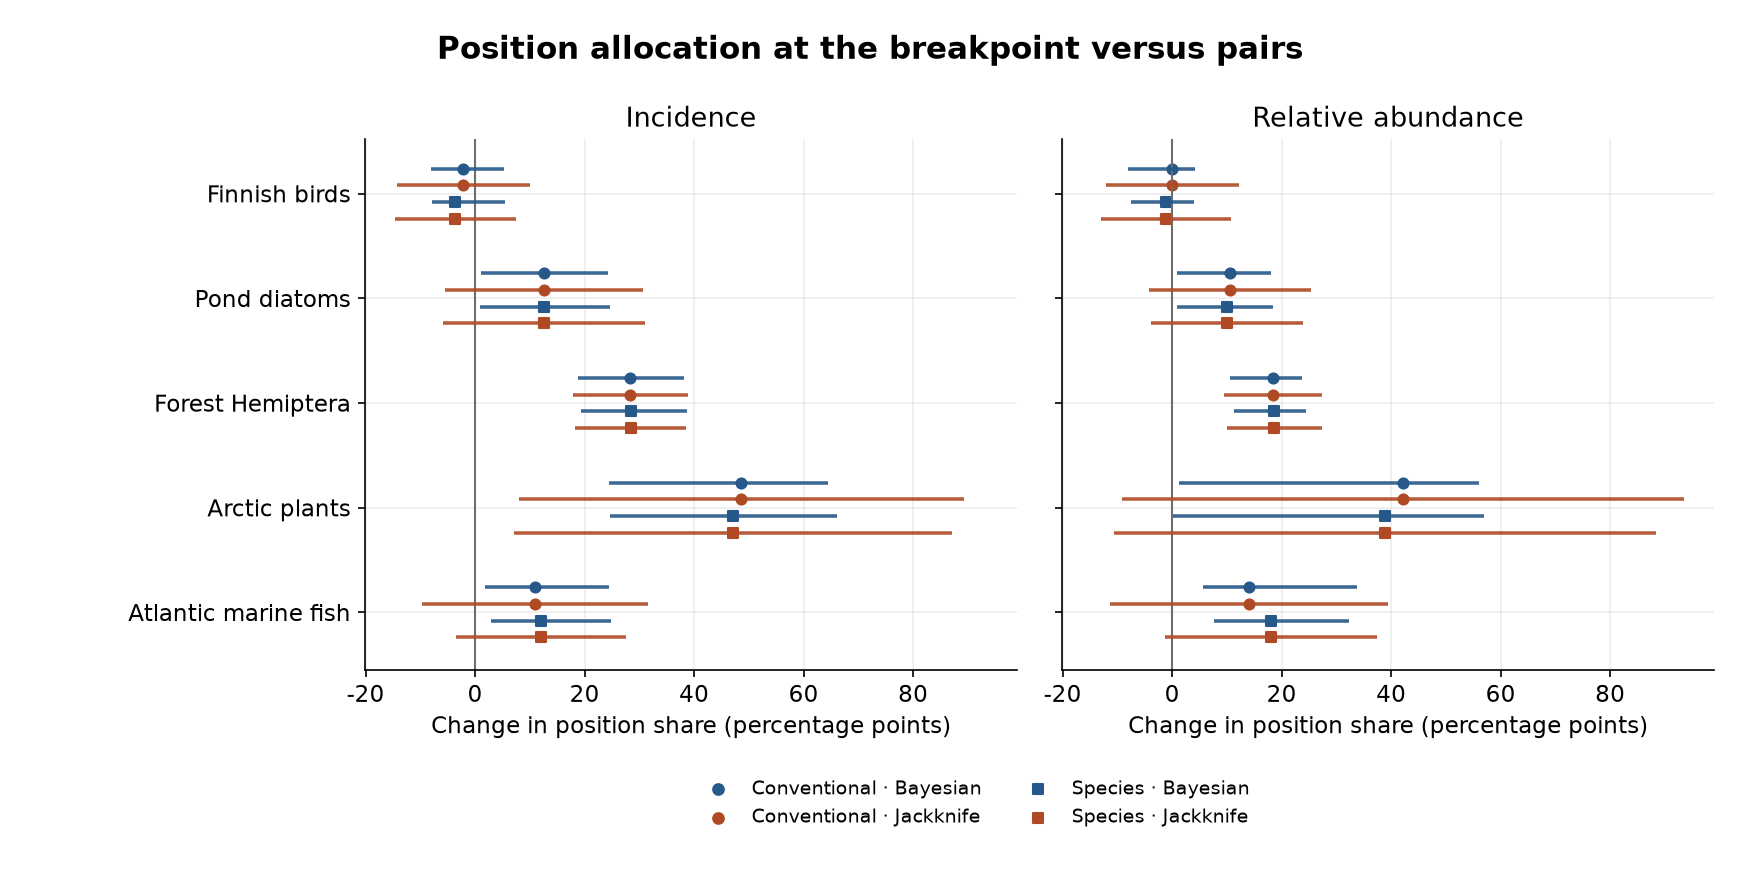 Position allocation at the breakpoint versus pairs
Incidence
Relative abundance
Finnish birds
Pond diatoms
Forest Hemiptera
Arctic plants
Atlantic marine fish
-20 0 20 40 60 80
-20 0 20 40 60 80
Change in position share (percentage points)
Change in position share (percentage points)
Conventional · Bayesian
Species · Bayesian
Conventional · Jackknife
Species · Jackknife